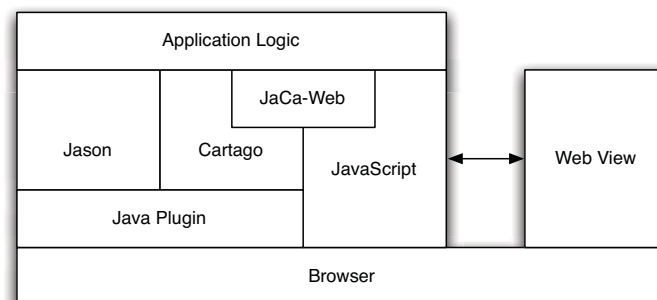 Application Logic
JaCa-Web
Jason
Cartago
JavaScript
Web View
Java Plugin
Browser